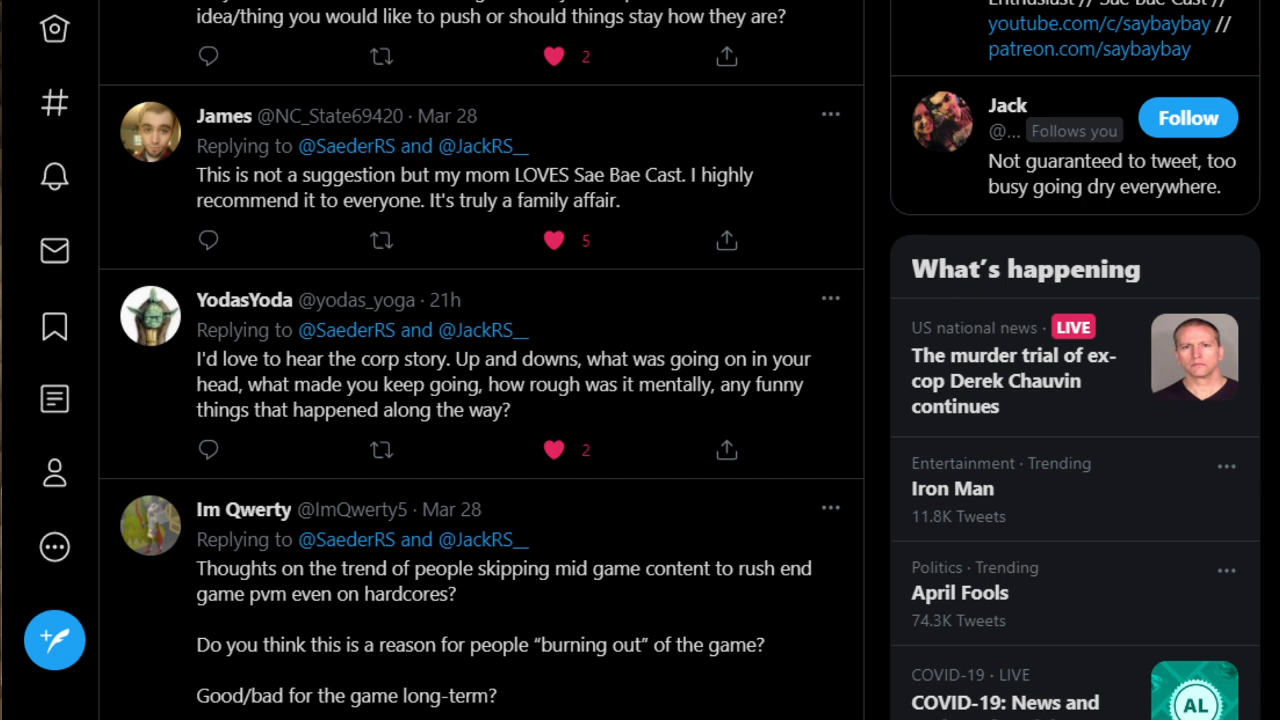 idea/thing you would like to push or should things stay how they are?
2
James @NC_State69420 · Mar 28
Replying to @SaederRS and @JackRS__
This is not a suggestion but my mom LOVES Sae Bae Cast. I highly
recommend it to everyone. It's truly a family affair.
5
YodasYoda @yodas_yoga · 21h
Replying to @SaederRS and @JackRS__
I'd love to hear the corp story. Up and downs, what was going on in your
head, what made you keep going, how rough was it mentally, any funny
things that happened along the way?
2
Im Qwerty @ImQwerty5 · Mar 28
Replying to @SaederRS and @JackRS__
Thoughts on the trend of people skipping mid game content to rush end
game pvm even on hardcores?
Do you think this is a reason for people “burning out” of the game?
Good/bad for the game long-term?
Enthusiast // Sae Bae Cast //
youtube.com/c/saybaybay //
patreon.com/saybaybay
Jack
@... Follows you
Follow
Not guaranteed to tweet, too
busy going dry everywhere.
What's happening
US national news · LIVE
The murder trial of ex-
cop Derek Chauvin
continues
Entertainment · Trending
Iron Man
11.8K Tweets
Politics · Trending
April Fools
74.3K Tweets
COVID-19 · LIVE
COVID-19: News and
AL